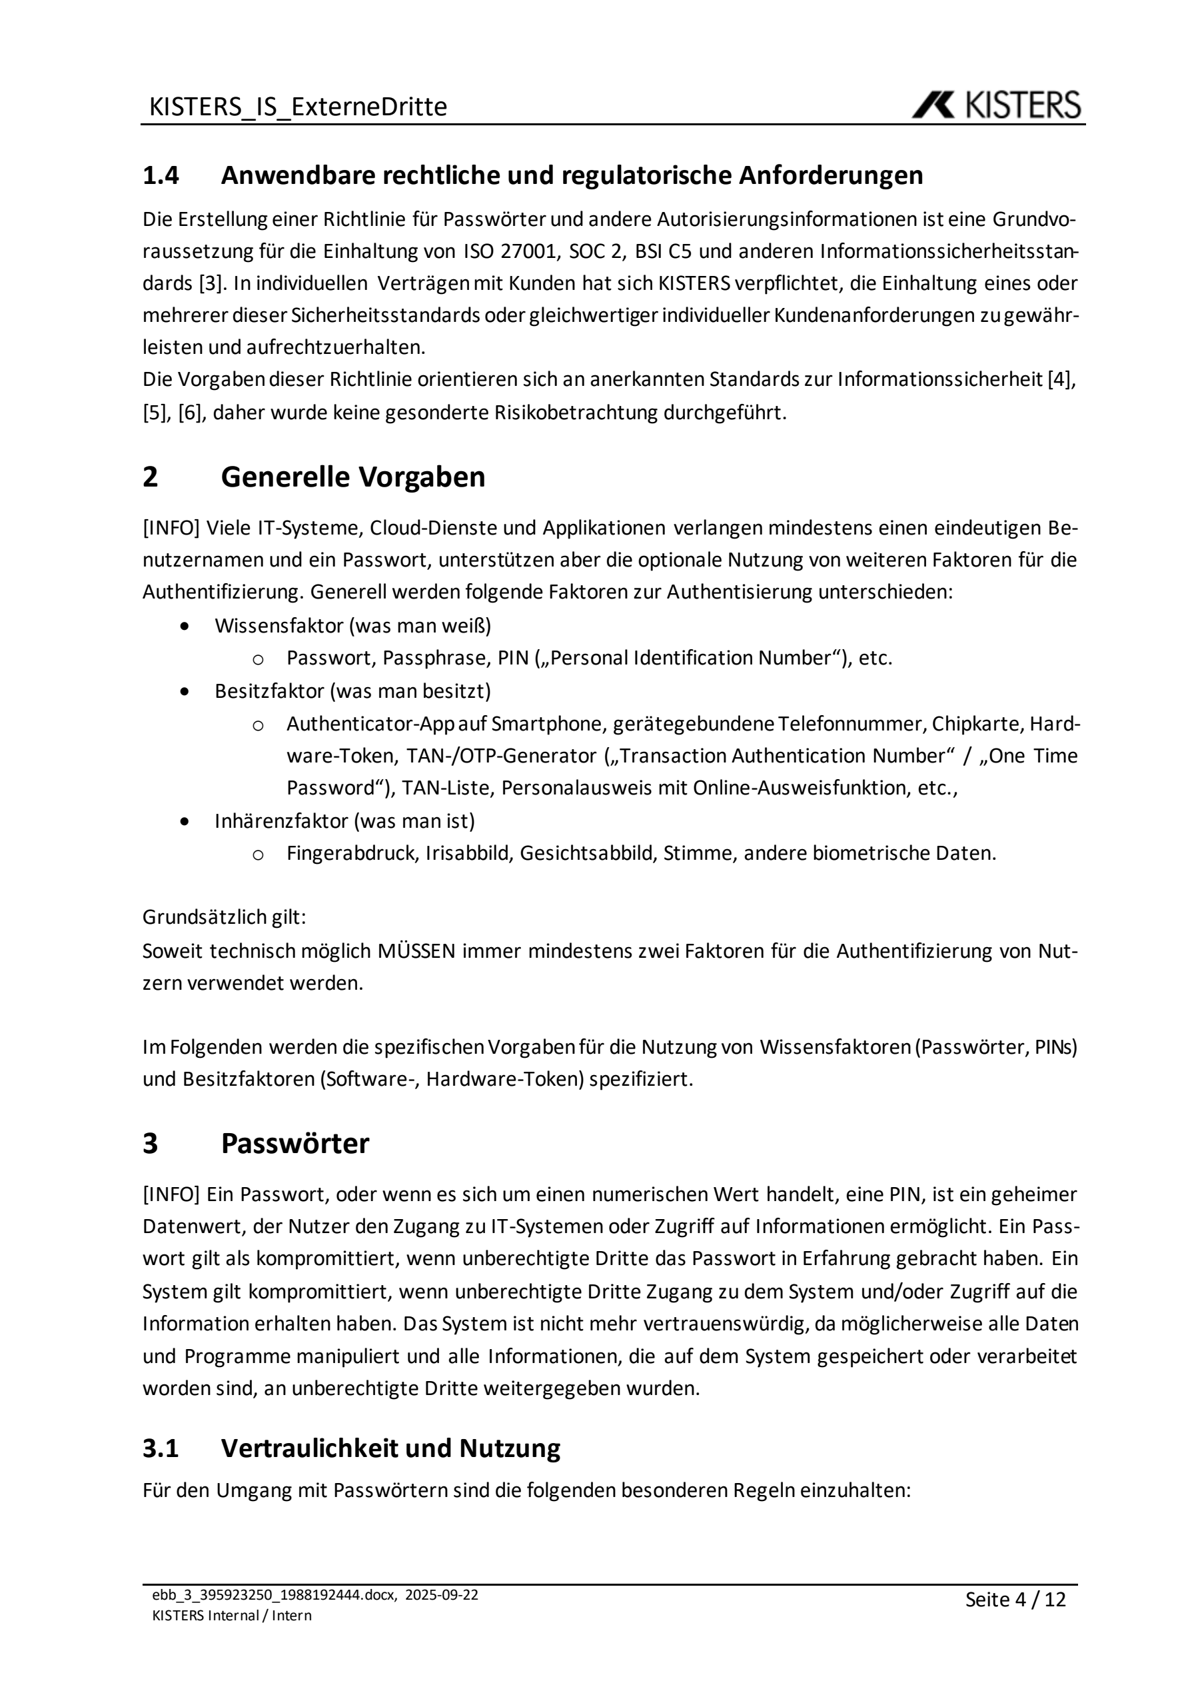 KISTERS_IS_ExterneDritte
KISTERS
1.4 Anwendbare rechtliche und regulatorische Anforderungen
Die Erstellung einer Richtlinie für Passwörter und andere Autorisierungsinformationen ist eine Grundvo-
raussetzung für die Einhaltung von ISO 27001, SOC 2, BSI C5 und anderen Informationssicherheitsstan-
dards [3]. In individuellen Verträgen mit Kunden hat sich KISTERS verpflichtet, die Einhaltung eines oder
mehrerer dieser Sicherheitsstandards oder gleichwertiger individueller Kundenanforderungen zu gewähr-
leisten und aufrechtzuerhalten.
Die Vorgaben dieser Richtlinie orientieren sich an anerkannten Standards zur Informationssicherheit [4],
[5], [6], daher wurde keine gesonderte Risikobetrachtung durchgeführt.
2 Generelle Vorgaben
[INFO] Viele IT-Systeme, Cloud-Dienste und Applikationen verlangen mindestens einen eindeutigen Be-
nutzernamen und ein Passwort, unterstützen aber die optionale Nutzung von weiteren Faktoren für die
Authentifizierung. Generell werden folgende Faktoren zur Authentisierung unterschieden:
• Wissensfaktor (was man weiß)
o Passwort, Passphrase, PIN („Personal Identification Number“), etc.
• Besitzfaktor (was man besitzt)
o Authenticator-App auf Smartphone, gerätegebundene Telefonnummer, Chipkarte, Hard-
ware-Token, TAN-/OTP-Generator („Transaction Authentication Number“ / „One Time
Password“), TAN-Liste, Personalausweis mit Online-Ausweisfunktion, etc.,
• Inhärenzfaktor (was man ist)
o Fingerabdruck, Irisabbild, Gesichtsabbild, Stimme, andere biometrische Daten.
Grundsätzlich gilt:
Soweit technisch möglich MÜSSEN immer mindestens zwei Faktoren für die Authentifizierung von Nut-
zern verwendet werden.
Im Folgenden werden die spezifischen Vorgaben für die Nutzung von Wissensfaktoren (Passwörter, PINs)
und Besitzfaktoren (Software-, Hardware-Token) spezifiziert.
3 Passwörter
[INFO] Ein Passwort, oder wenn es sich um einen numerischen Wert handelt, eine PIN, ist ein geheimer
Datenwert, der Nutzer den Zugang zu IT-Systemen oder Zugriff auf Informationen ermöglicht. Ein Pass-
wort gilt als kompromittiert, wenn unberechtigte Dritte das Passwort in Erfahrung gebracht haben. Ein
System gilt kompromittiert, wenn unberechtigte Dritte Zugang zu dem System und/oder Zugriff auf die
Information erhalten haben. Das System ist nicht mehr vertrauenswürdig, da möglicherweise alle Daten
und Programme manipuliert und alle Informationen, die auf dem System gespeichert oder verarbeitet
worden sind, an unberechtigte Dritte weitergegeben wurden.
3.1 Vertraulichkeit und Nutzung
Für den Umgang mit Passwörtern sind die folgenden besonderen Regeln einzuhalten:
ebb_3_395923250_1988192444.docx, 2025-09-22
KISTERS Internal / Intern
Seite 4 / 12